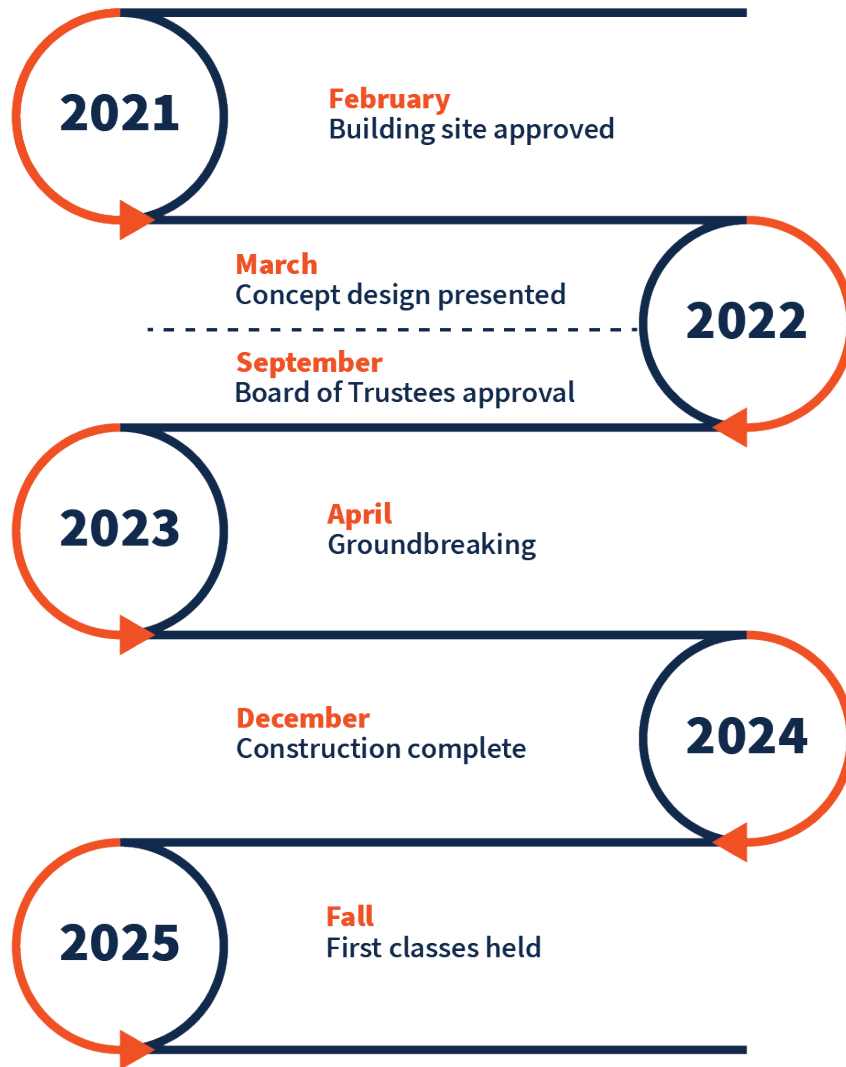 2021
February
Building site approved
March
Concept design presented
2022
September
Board of Trustees approval
2023
April
Groundbreaking
December
Construction complete
2024
2025
Fall
First classes held